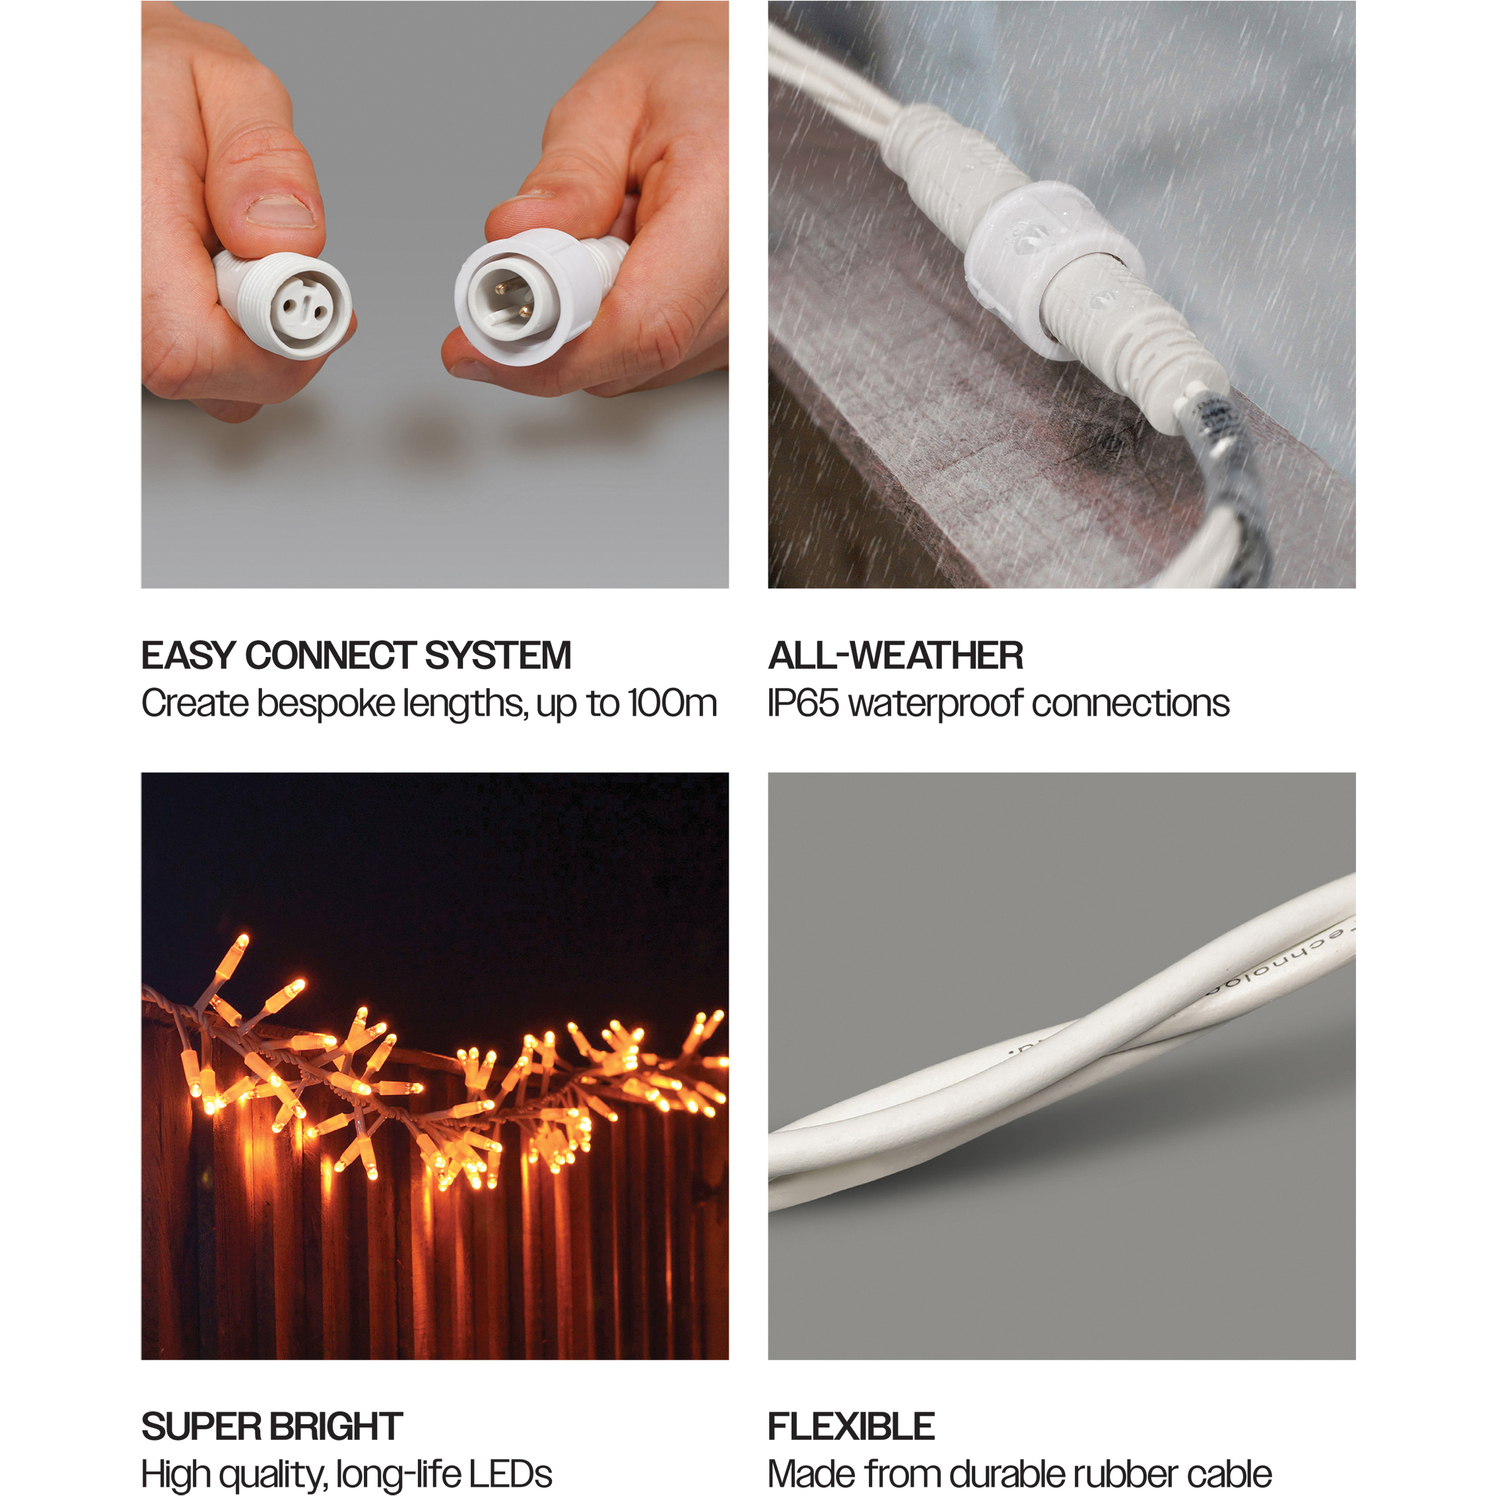 EASY CONNECT SYSTEM
Create bespoke lengths, up to 100m
ALL-WEATHER
IP65 waterproof connections
SUPER BRIGHT
High quality, long-life LEDs
FLEXIBLE
Made from durable rubber cable